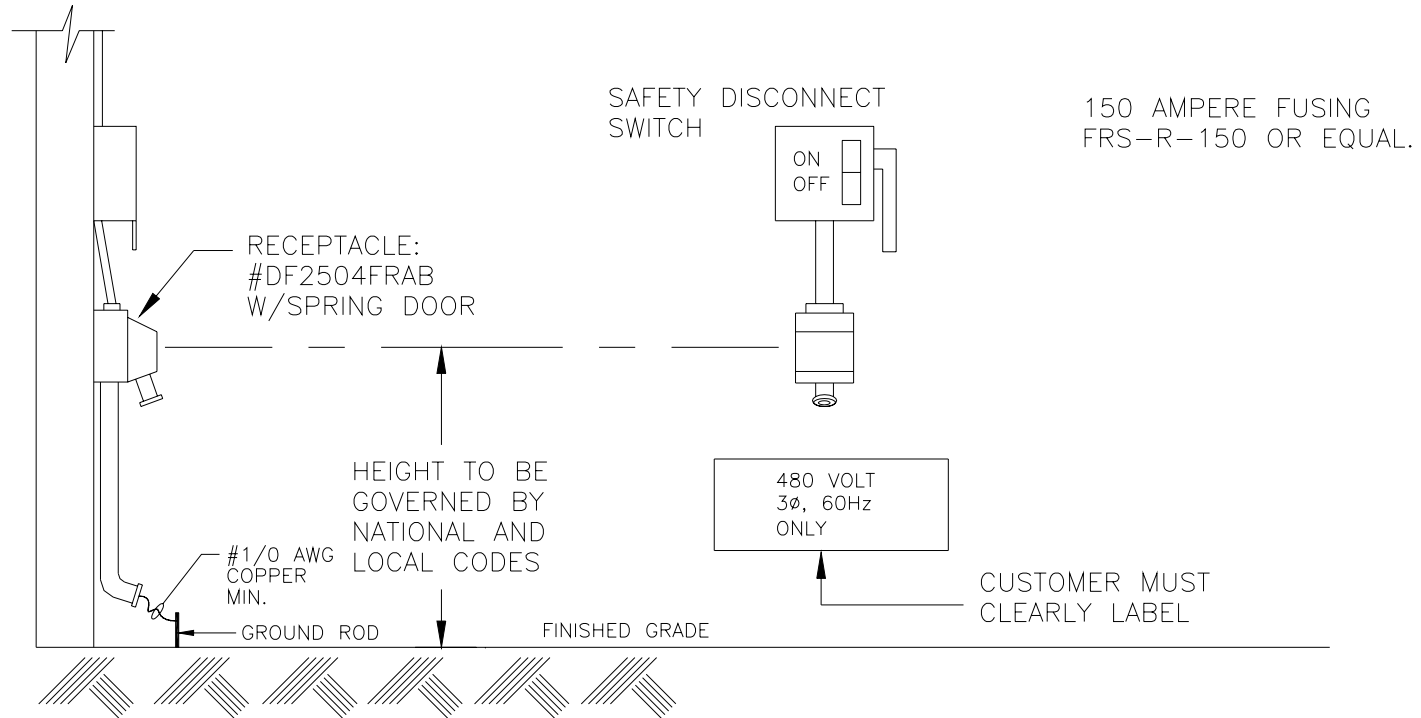 SAFETY DISCONNECT
SWITCH
150 AMPERE FUSING
FRS-R-150 OR EQUAL.
ON
OFF
RECEPTACLE:
#DF2504FRAB
W/SPRING DOOR
HEIGHT TO BE
GOVERNED BY
NATIONAL AND
LOCAL CODES
480 VOLT
3ø, 60Hz
ONLY
#1/0 AWG
COPPER
MIN.
CUSTOMER MUST
CLEARLY LABEL
GROUND ROD
FINISHED GRADE